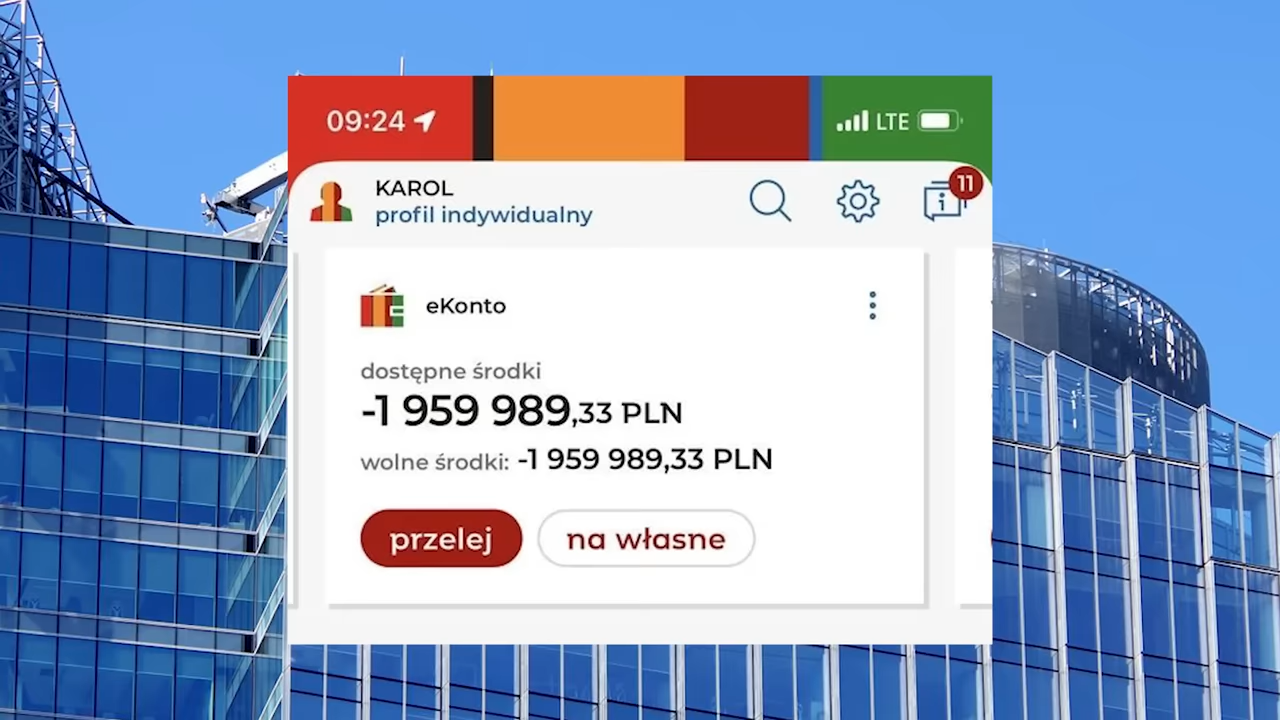 09:24 LTE
KAROL
profil indywidualny
11
eKonto
dostępne środki
-1 959 989,33 PLN
wolne środki: -1 959 989,33 PLN
przelej na własne